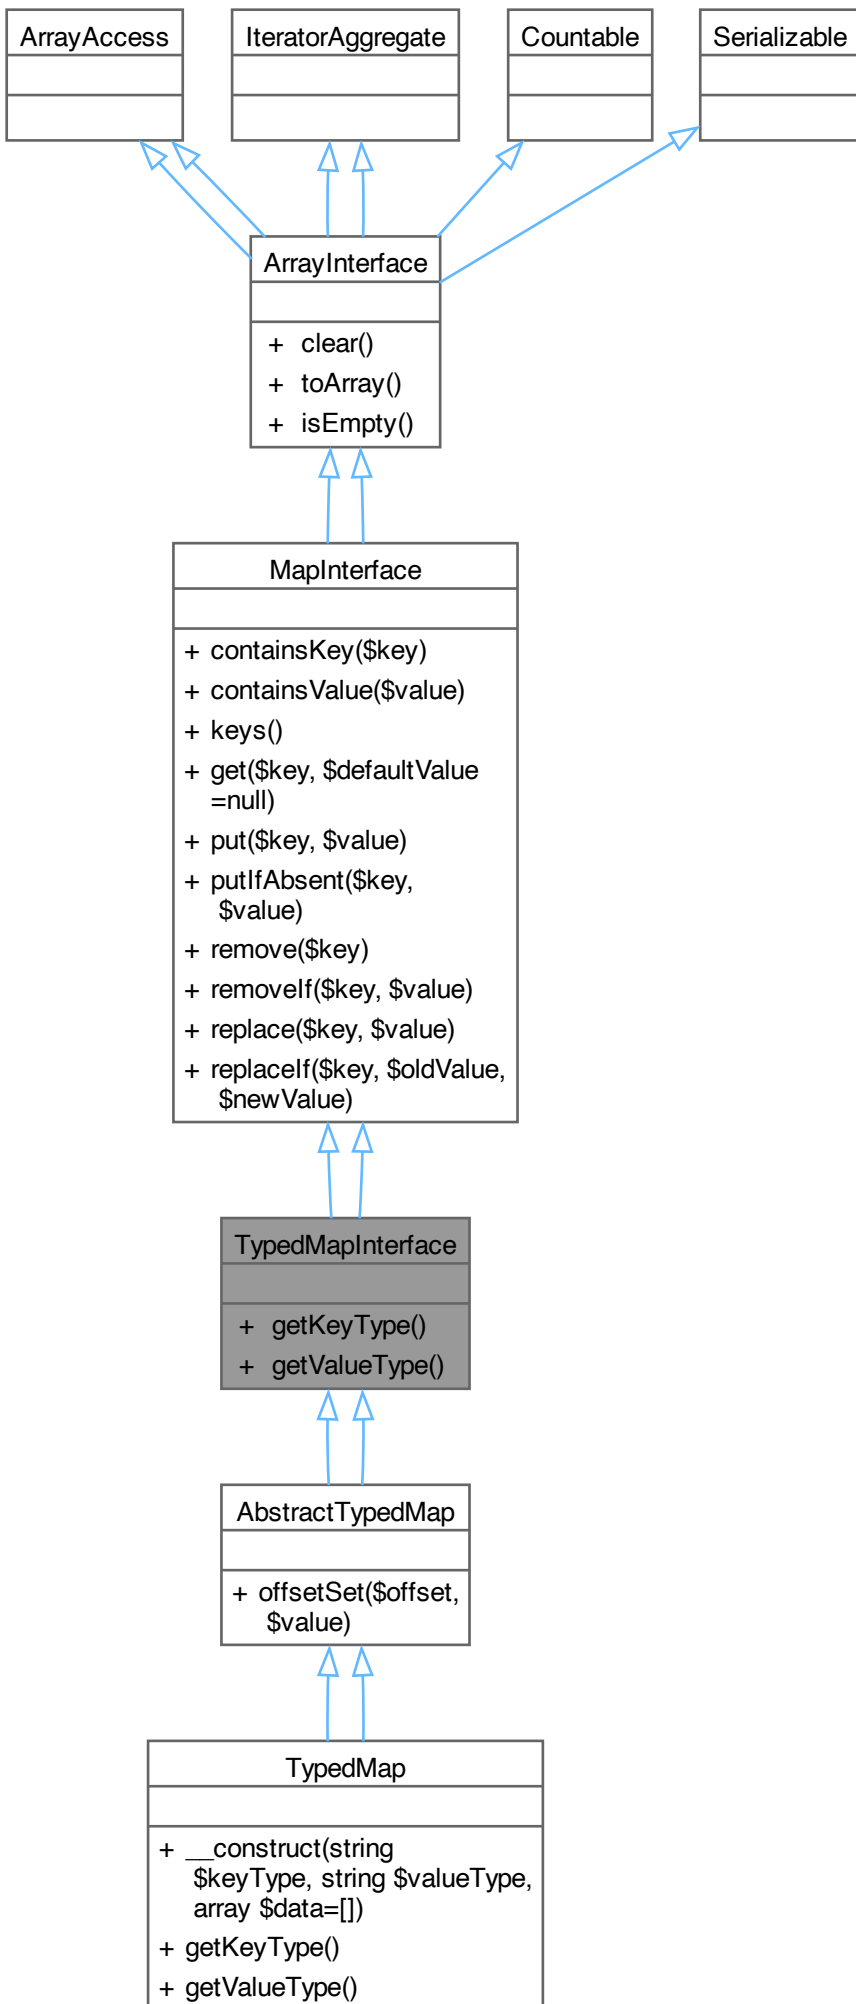 ArrayAccess
IteratorAggregate
Countable
Serializable
ArrayInterface
+ clear()
+ toArray()
+ isEmpty()
MapInterface
+ containsKey($key)
+ containsValue($value)
+ keys()
+ get($key, $defaultValue
=null)
+ put($key, $value)
+ putIfAbsent($key,
$value)
+ remove($key)
+ removeIf($key, $value)
+ replace($key, $value)
+ replaceIf($key, $oldValue,
$newValue)
TypedMapInterface
+ getKeyType()
+ getValueType()
AbstractTypedMap
+ offsetSet($offset,
$value)
TypedMap
+ __construct(string
$keyType, string $valueType,
array $data=[])
+ getKeyType()
+ getValueType()